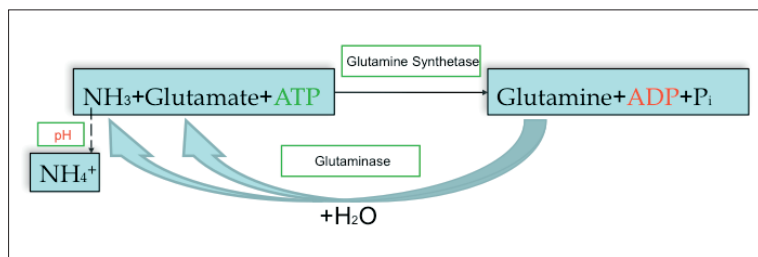 Glutamine Synthetase
NH₃+Glutamate+ATP
Glutamine+ADP+Pᵢ
pH
Glutaminase
NH₄⁺
+H₂O